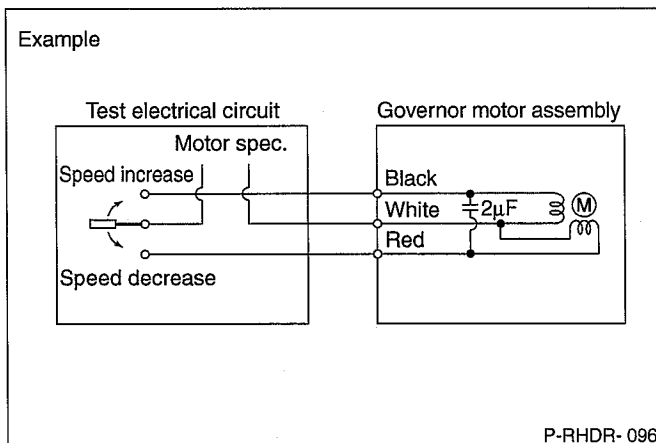 Example
Test electrical circuit
Governor motor assembly
Motor spec.
Speed increase
Black
White
2μF
M
Red
Speed decrease
P-RHDR- 096